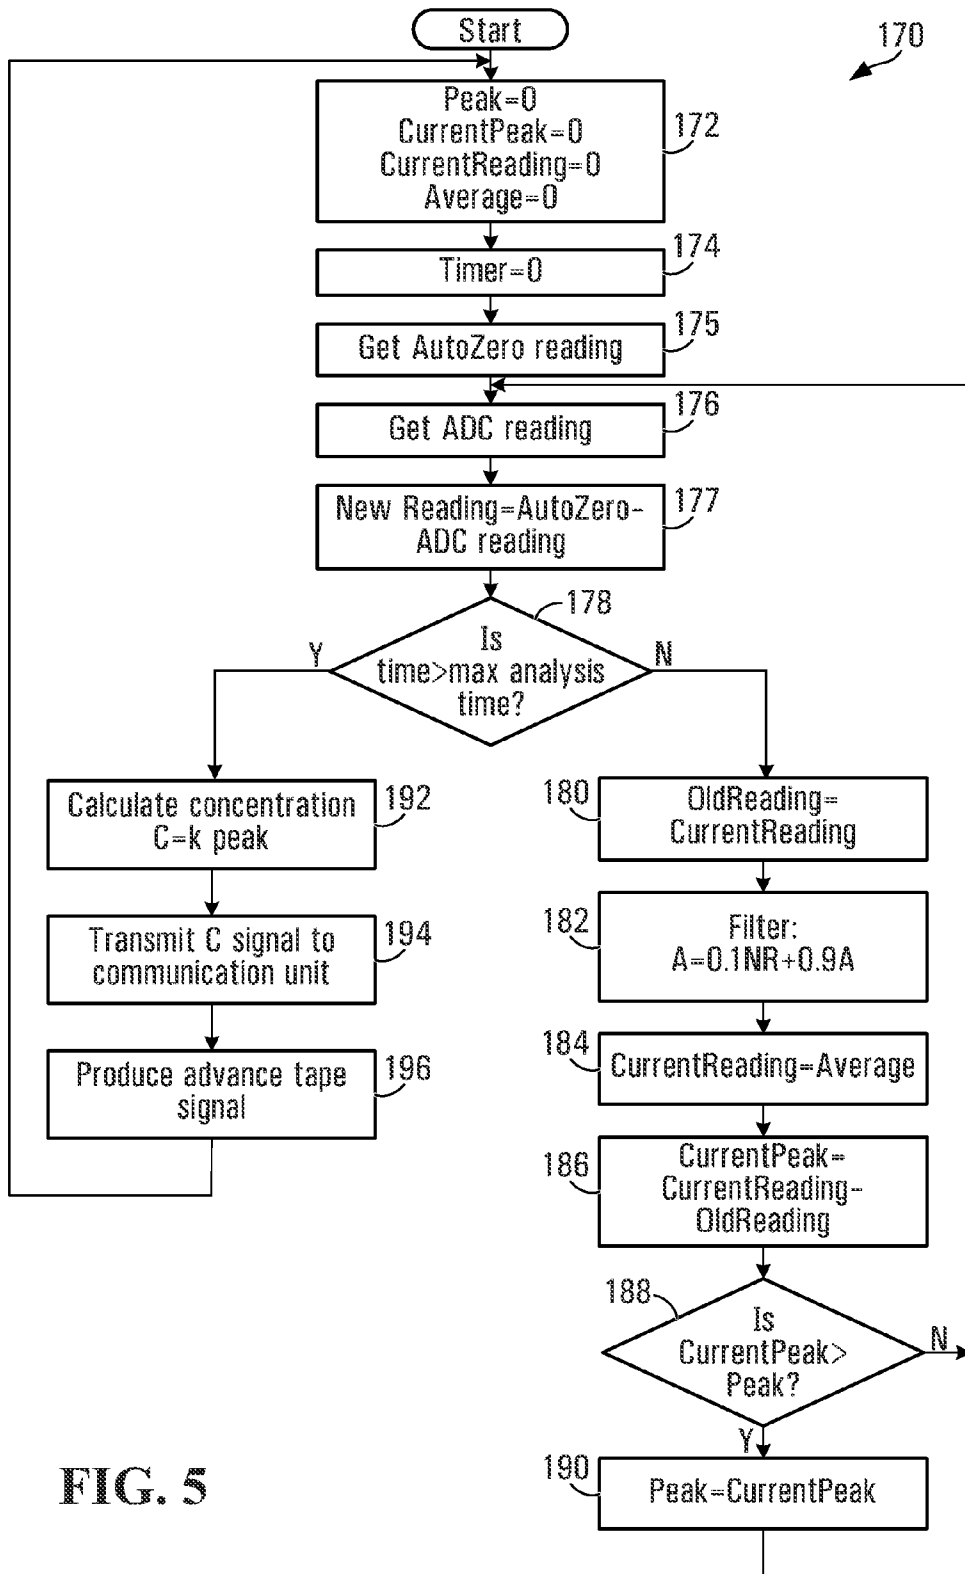 Start
170
Peak=0
CurrentPeak=0
CurrentReading=0
Average=0
172
Timer=0
174
Get AutoZero reading
175
Get ADC reading
176
New Reading=AutoZero-
ADC reading
177
Is
time>max analysis
time?
178
Y
N
Calculate concentration
C=k peak
192
Transmit C signal to
communication unit
194
Produce advance tape
signal
196
180
OldReading=
CurrentReading
182
Filter:
A=0.1NR+0.9A
184
CurrentReading=Average
186
CurrentPeak=
CurrentReading-
OldReading
188
Is
CurrentPeak>
Peak?
N
Y
190
Peak=CurrentPeak
FIG. 5